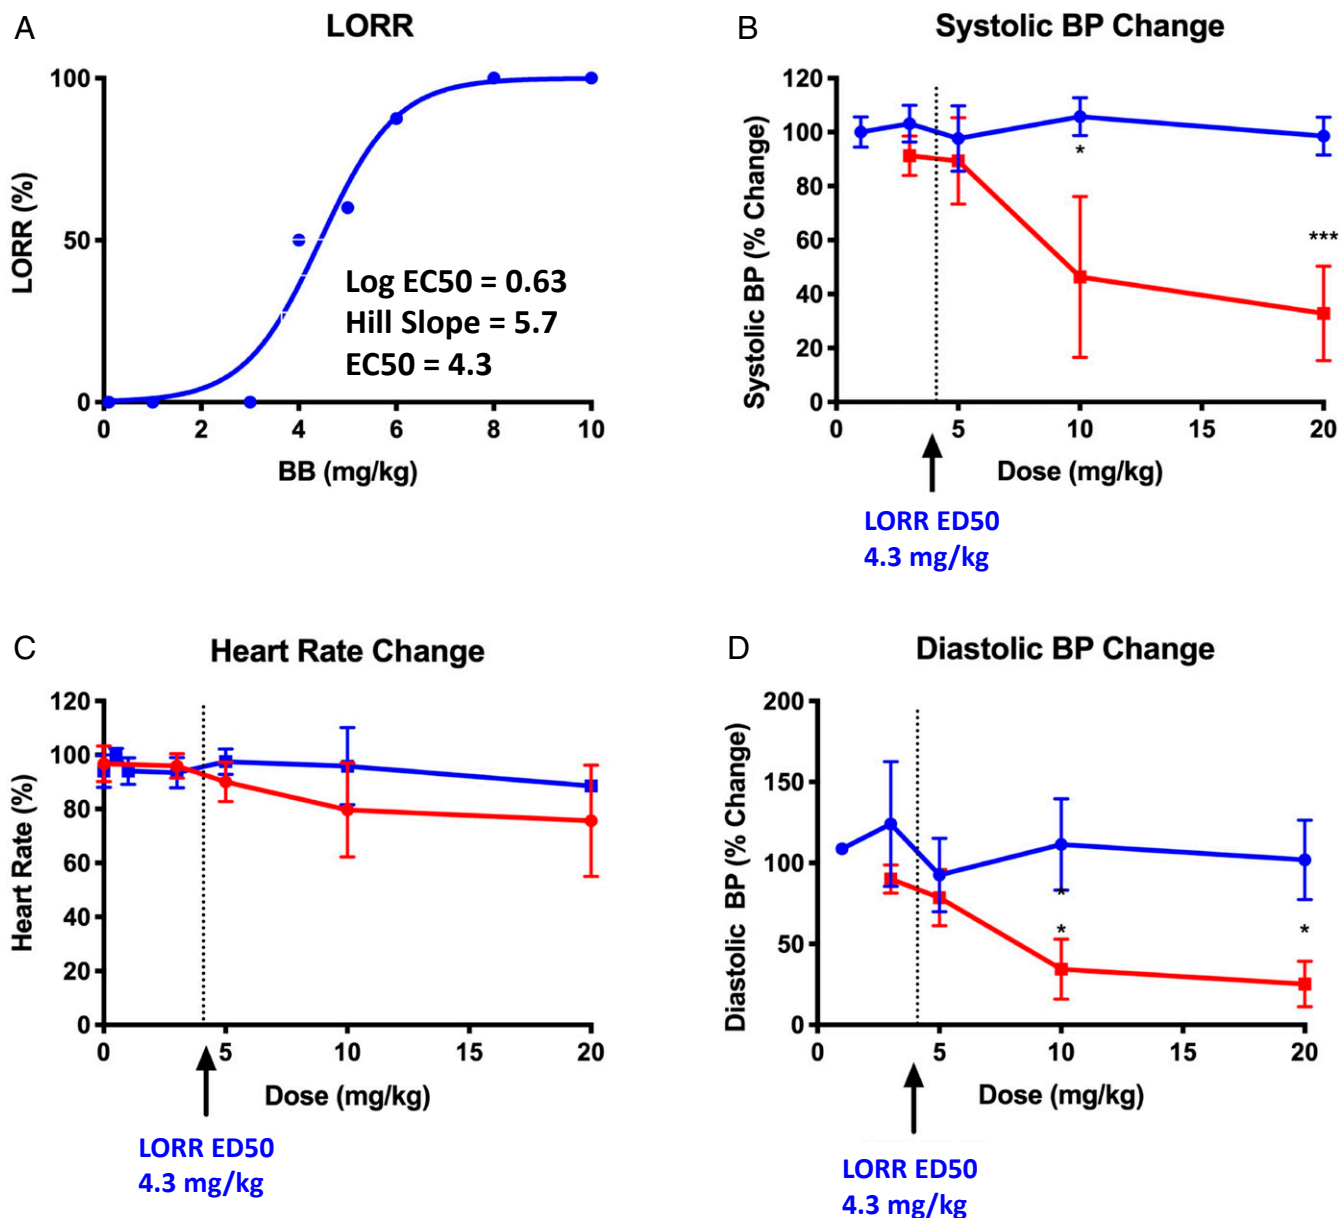 A
LORR
100
50
0
LORR (%)
Log EC50 = 0.63
Hill Slope = 5.7
EC50 = 4.3
0 2 4 6 8 10
BB (mg/kg)
B
Systolic BP Change
120
100
80
60
40
20
0
Systolic BP (% Change)
*
***
0 5 10 15 20
Dose (mg/kg)
LORR ED50
4.3 mg/kg
C
Heart Rate Change
120
100
80
60
40
20
0
Heart Rate (%)
0 5 10 15 20
Dose (mg/kg)
LORR ED50
4.3 mg/kg
D
Diastolic BP Change
200
150
100
50
0
Diastolic BP (% Change)
*
*
*
0 5 10 15 20
Dose (mg/kg)
LORR ED50
4.3 mg/kg